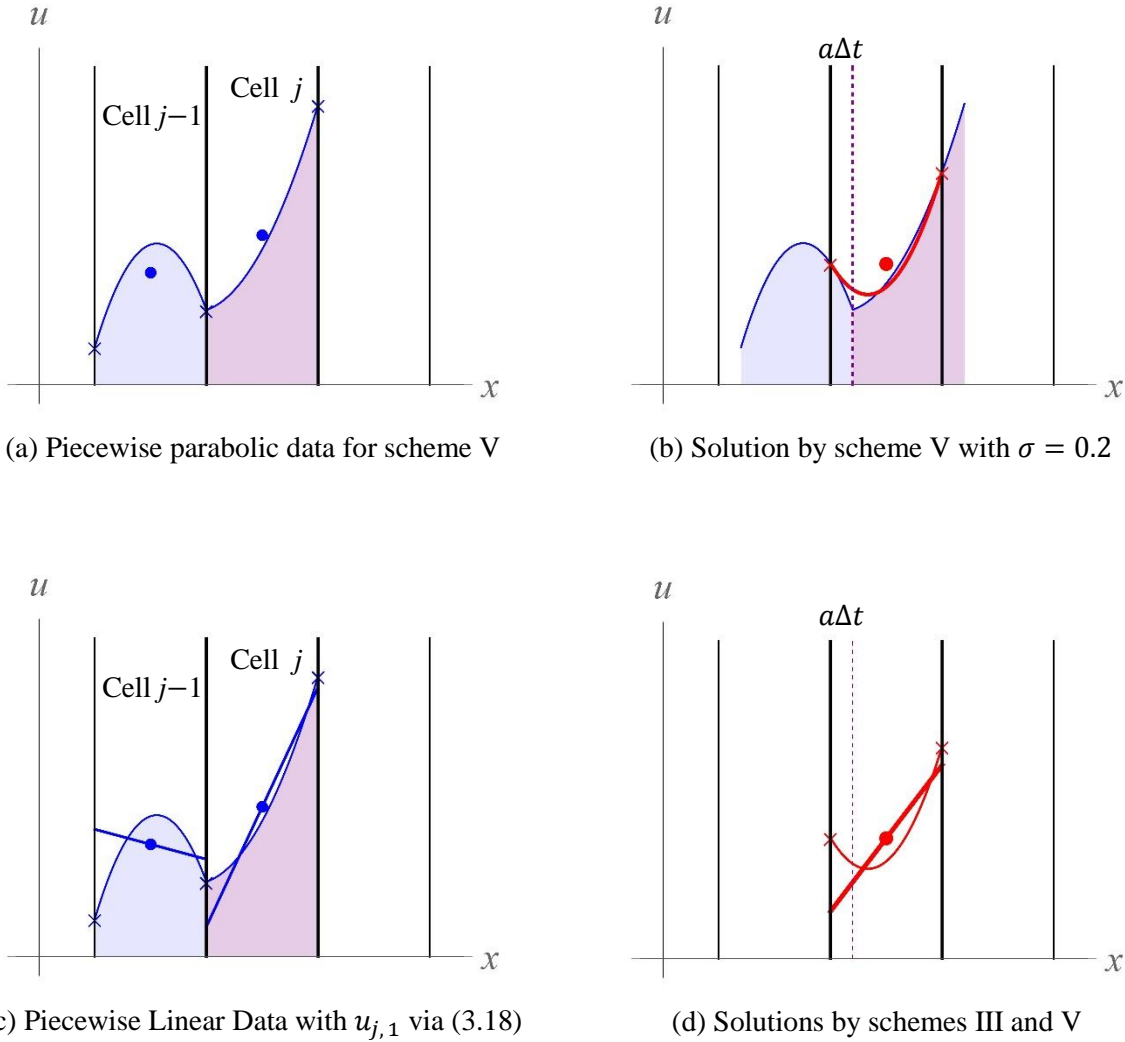 u
Cell j−1
Cell j
x
(a) Piecewise parabolic data for scheme V
u
aΔt
x
(b) Solution by scheme V with σ = 0.2
u
Cell j−1
Cell j
x
c) Piecewise Linear Data with u_{j,1} via (3.18)
u
aΔt
x
(d) Solutions by schemes III and V